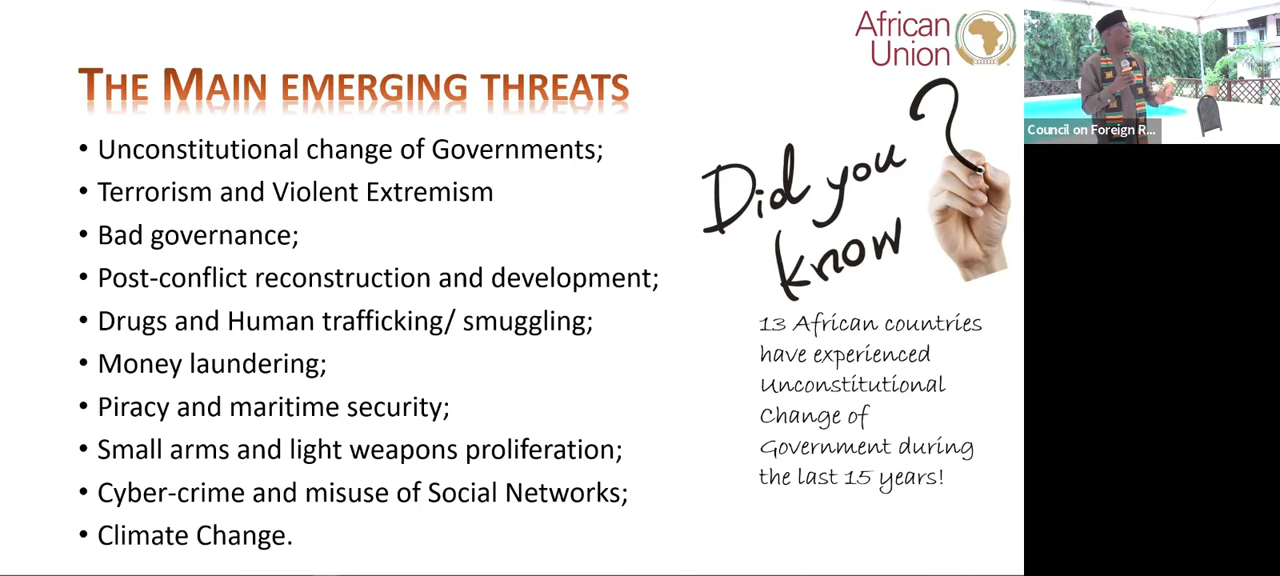 African
Union
THE MAIN EMERGING THREATS
• Unconstitutional change of Governments;
• Terrorism and Violent Extremism
• Bad governance;
• Post-conflict reconstruction and development;
• Drugs and Human trafficking/ smuggling;
• Money laundering;
• Piracy and maritime security;
• Small arms and light weapons proliferation;
• Cyber-crime and misuse of Social Networks;
• Climate Change.
Did you
know
?
13 African countries
have experienced
Unconstitutional
Change of
Government during
the last 15 years!
Council on Foreign R...